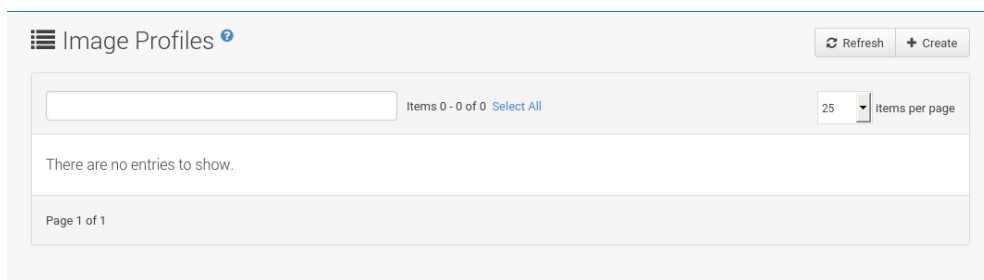 Image Profiles ?
Refresh
Create
Items 0 - 0 of 0 Select All
25 items per page
There are no entries to show.
Page 1 of 1